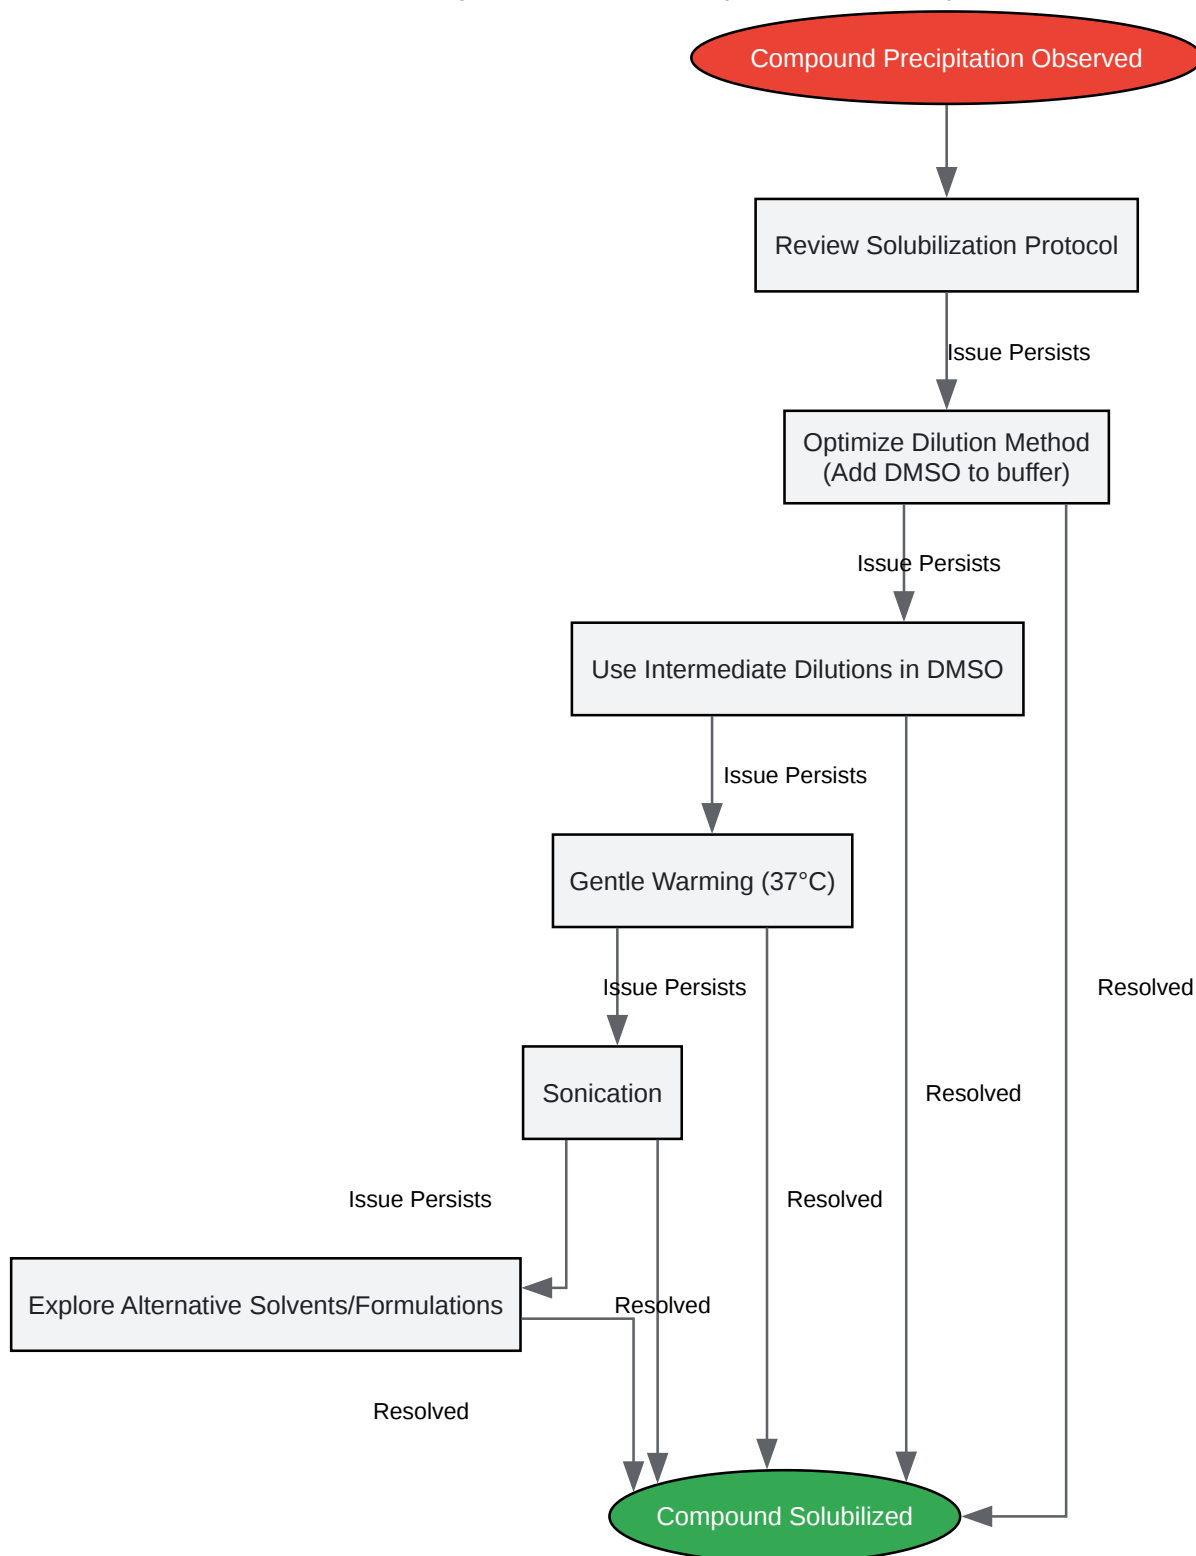 Compound Precipitation Observed
Review Solubilization Protocol
Issue Persists
Optimize Dilution Method
(Add DMSO to buffer)
Issue Persists
Use Intermediate Dilutions in DMSO
Issue Persists
Gentle Warming (37°C)
Issue Persists
Resolved
Sonication
Resolved
Issue Persists
Resolved
Explore Alternative Solvents/Formulations
Resolved
Resolved
Compound Solubilized